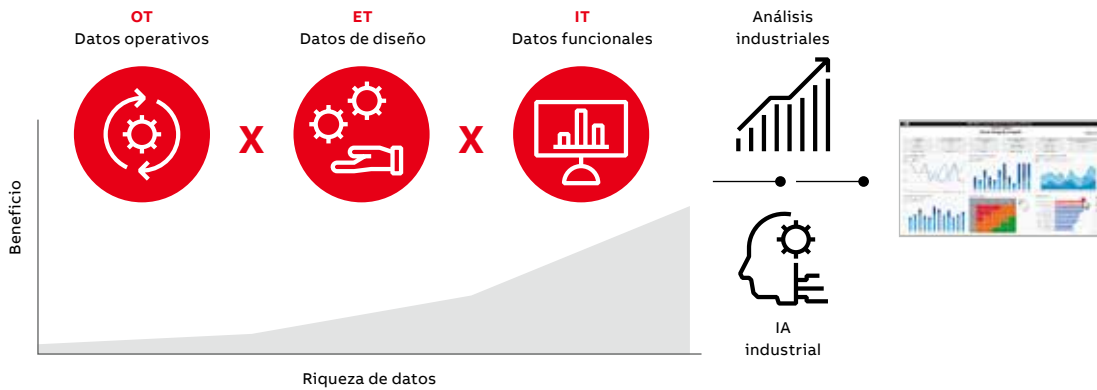 OT
Datos operativos
ET
Datos de diseño
IT
Datos funcionales
Análisis
industriales
X
X
Beneficio
IA
industrial
Riqueza de datos